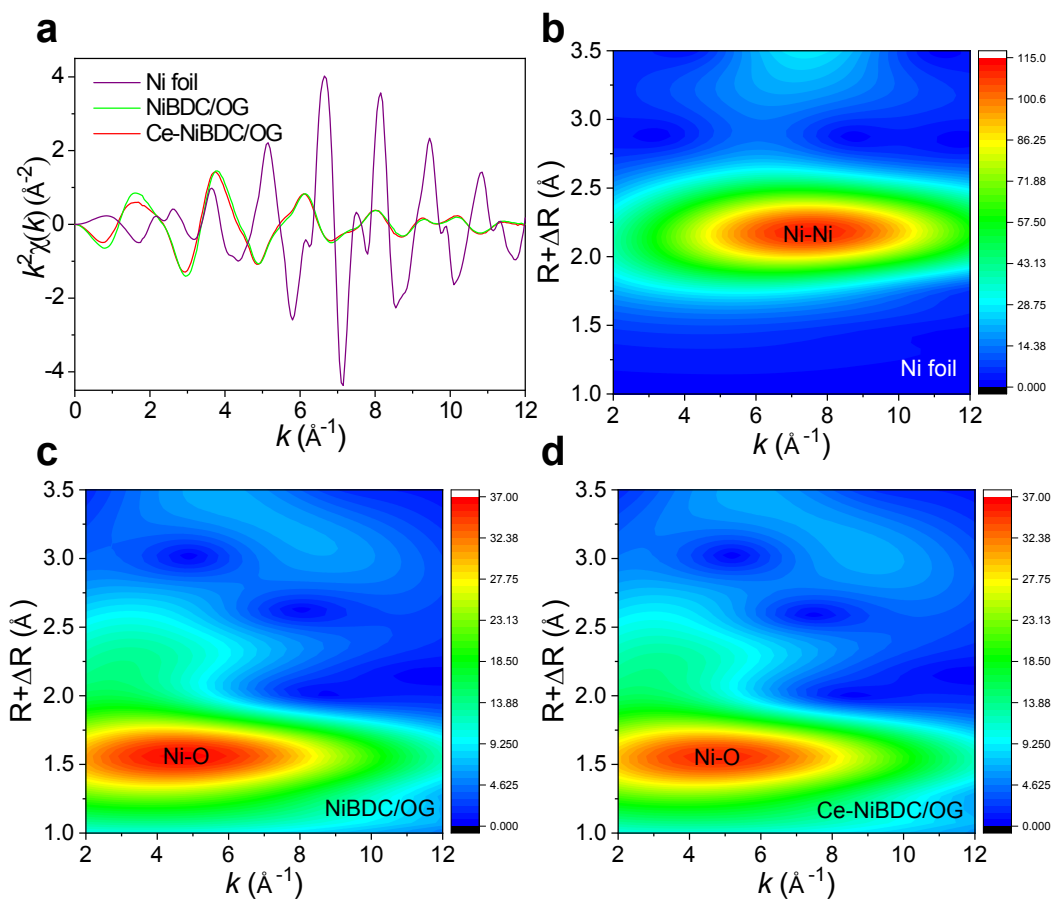 a
Ni foil
NiBDC/OG
Ce-NiBDC/OG
4
2
0
-2
-4
k²χ(k) (Å⁻²)
0 2 4 6 8 10 12
k (Å⁻¹)
b
3.5
3.0
2.5
2.0
1.5
1.0
R+ΔR (Å)
Ni-Ni
Ni foil
2 4 6 8 10 12
k (Å⁻¹)
115.0
100.6
86.25
71.88
57.50
43.13
28.75
14.38
0.000
c
3.5
3.0
2.5
2.0
1.5
1.0
R+ΔR (Å)
Ni-O
NiBDC/OG
2 4 6 8 10 12
k (Å⁻¹)
37.00
32.38
27.75
23.13
18.50
13.88
9.250
4.625
0.000
d
3.5
3.0
2.5
2.0
1.5
1.0
R+ΔR (Å)
Ni-O
Ce-NiBDC/OG
2 4 6 8 10 12
k (Å⁻¹)
37.00
32.38
27.75
23.13
18.50
13.88
9.250
4.625
0.000